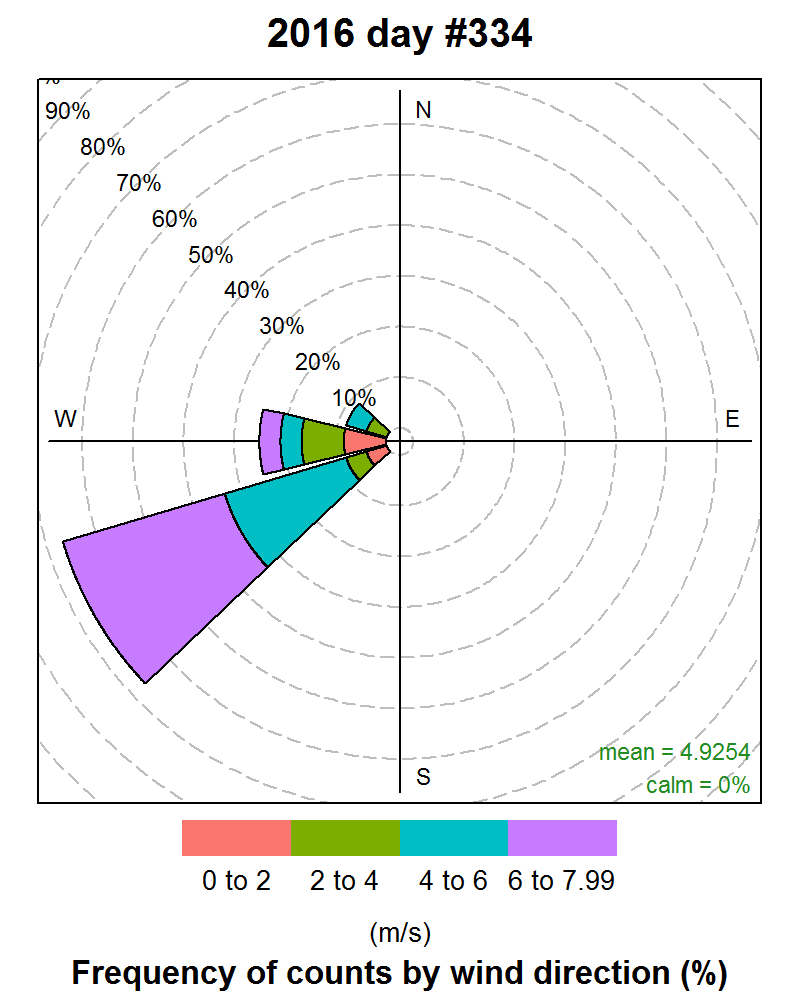 2016 day #334
%
90%
N
80%
70%
60%
50%
40%
30%
20%
10%
W
E
mean = 4.9254
S
calm = 0%
0 to 2
2 to 4
4 to 6
6 to 7.99
(m/s)
Frequency of counts by wind direction (%)